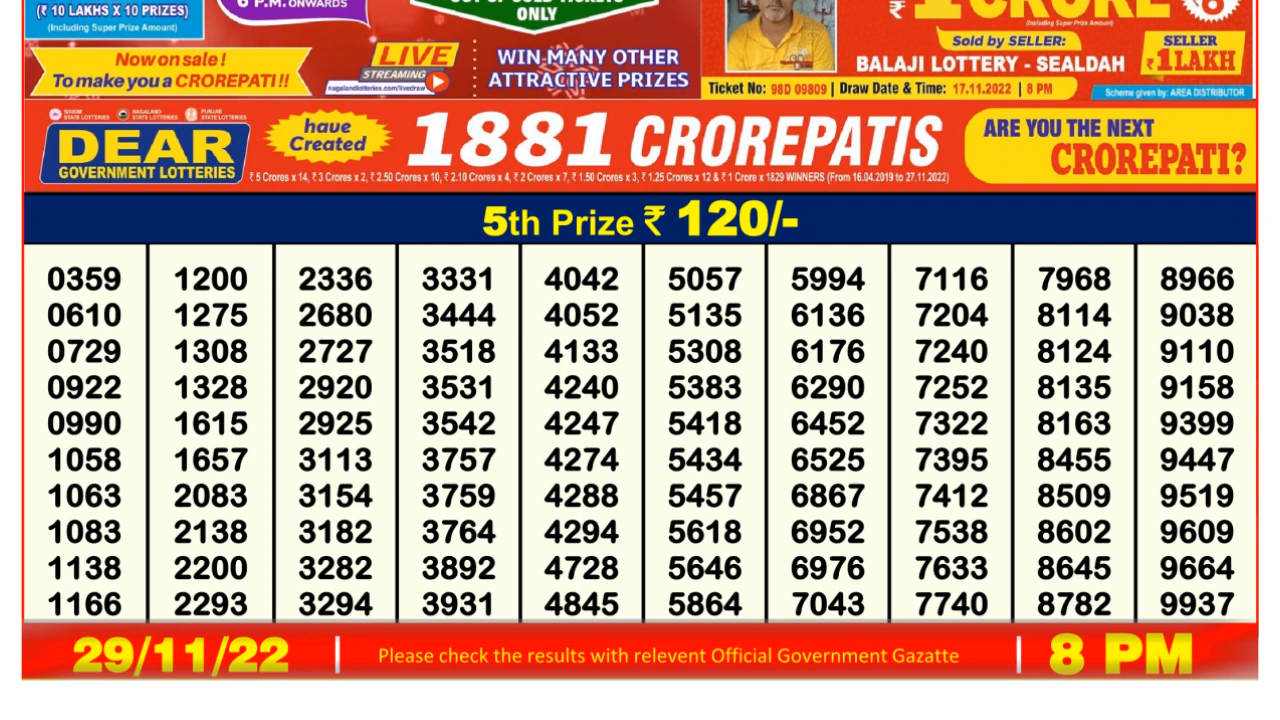 (₹ 10 LAKHS X 10 PRIZES)
(Including Super Prize Amount)
6 P.M. ONWARDS
OUT OF SOLD TICKETS
ONLY
₹ 1 CRORE
(Including Super Prize Amount)
Now on sale !
To make you a CROREPATI !!
LIVE
STREAMING
nagalandlotteries.com/livedraw
WIN MANY OTHER
ATTRACTIVE PRIZES
Sold by SELLER:
BALAJI LOTTERY - SEALDAH
SELLER
₹1LAKH
Ticket No: 98D 09809 | Draw Date & Time: 17.11.2022 | 8 PM
Scheme given by: AREA DISTRIBUTOR
SIKKIM STATE LOTTERIES NAGALAND STATE LOTTERIES PUNJAB STATE LOTTERIES
DEAR
GOVERNMENT LOTTERIES
have
Created
1881 CROREPATIS
₹ 5 Crores x 14, ₹ 3 Crores x 2, ₹ 2.50 Crores x 10, ₹ 2.10 Crores x 4, ₹ 2 Crores x 7, ₹ 1.50 Crores x 3, ₹ 1.25 Crores x 12 & ₹ 1 Crore x 1829 WINNERS (From 16.04.2019 to 27.11.2022)
ARE YOU THE NEXT
CROREPATI?
5th Prize ₹ 120/-
0359 1200 2336 3331 4042 5057 5994 7116 7968 8966
0610 1275 2680 3444 4052 5135 6136 7204 8114 9038
0729 1308 2727 3518 4133 5308 6176 7240 8124 9110
0922 1328 2920 3531 4240 5383 6290 7252 8135 9158
0990 1615 2925 3542 4247 5418 6452 7322 8163 9399
1058 1657 3113 3757 4274 5434 6525 7395 8455 9447
1063 2083 3154 3759 4288 5457 6867 7412 8509 9519
1083 2138 3182 3764 4294 5618 6952 7538 8602 9609
1138 2200 3282 3892 4728 5646 6976 7633 8645 9664
1166 2293 3294 3931 4845 5864 7043 7740 8782 9937
29/11/22 | Please check the results with relevent Official Government Gazatte | 8 PM